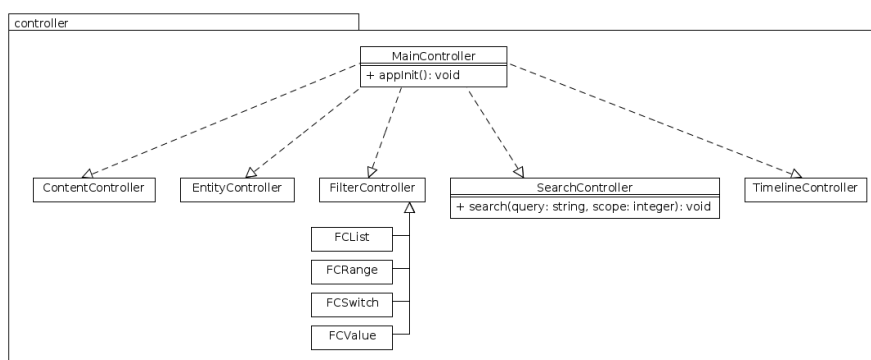 controller
MainController
+ appInit(): void
ContentController
EntityController
FilterController
SearchController
+ search(query: string, scope: integer): void
TimelineController
FCList
FCRange
FCSwitch
FCValue